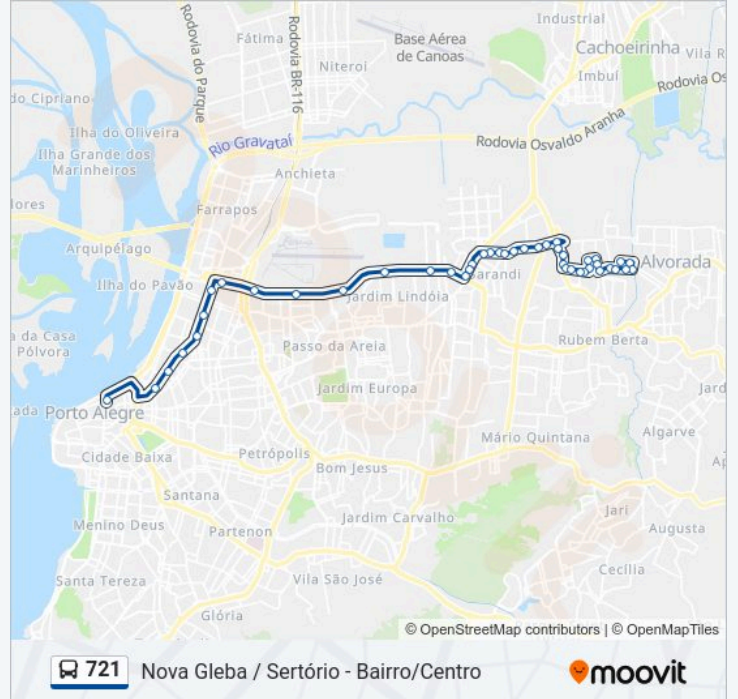 Industrial
Fátima
Base Aérea
de Canoas
Cachoeirinha
Vila R
Niterói
Imbuí
Rodovia do Parque
Rodovia BR-116
Rodovia Os
do Cipriano
Ilha do Oliveira
Rio Gravataí
Rodovia Osvaldo Aranha
Ilha Grande dos
Marinheiros
Anchieta
lores
Farrapos
Arquipélago
Alvorada
Ilha do Pavão
Sarandi
Jardim Lindóia
a da Casa
Pólvora
Passo da Areia
Rubem Berta
Jardim Europa
Jard
ada
Porto Alegre
Mário Quintana
Algarve
Cidade Baixa
Petrópolis
Bom Jesus
Ap
Santana
Jari
Menino Deus
Partenon
Jardim Carvalho
Augusta
Cecília
Santa Tereza
Vila São José
Glória
© OpenStreetMap contributors | © OpenMapTiles
721 Nova Gleba / Sertório - Bairro/Centro
moovit